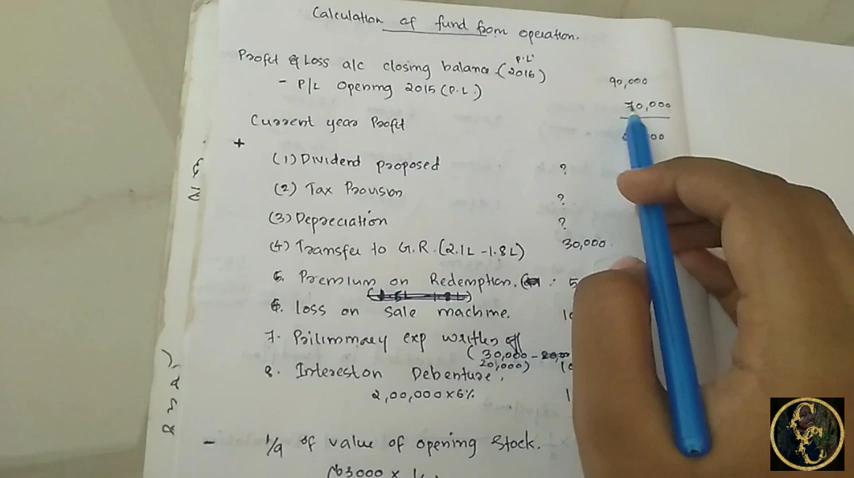 Calculation of fund from operation.
P.L
Profit & Loss a/c closing balance (2016) 90,000
- P/L Opening 2015 (P.L) 70,000
Current year Profit
+
(1) Dividend proposed ?
(2) Tax Provision ?
(3) Depreciation ?
(4) Transfer to G.R. (2.1L - 1.8L) 30,000
5. Premium on Redemption.
6. loss on sale machine.
7. Prilimmary exp written off
(30,000 -
20,000)
8. Interest on Debenture.
2,00,000 x 6%
- 1/9 of value of opening stock.